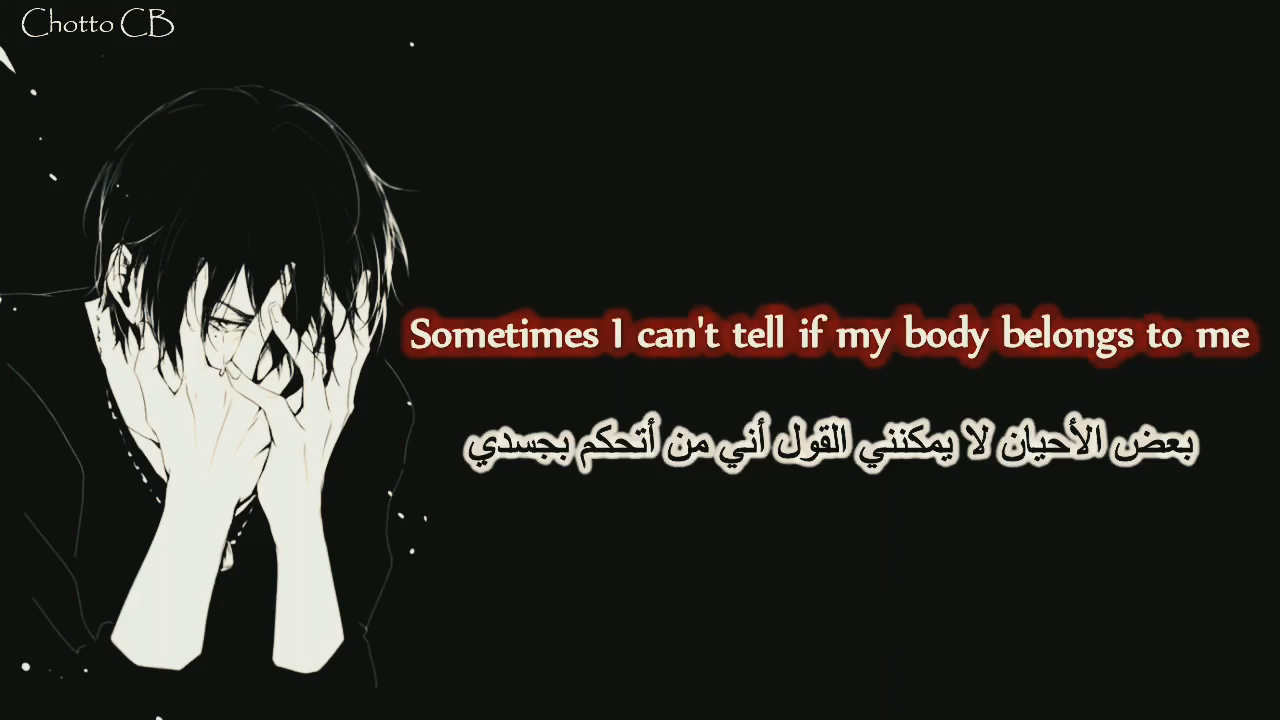 Chotto CB
Sometimes I can't tell if my body belongs to me
بعض الأحيان لا يمكنني القول أني من أتحكم بجسدي